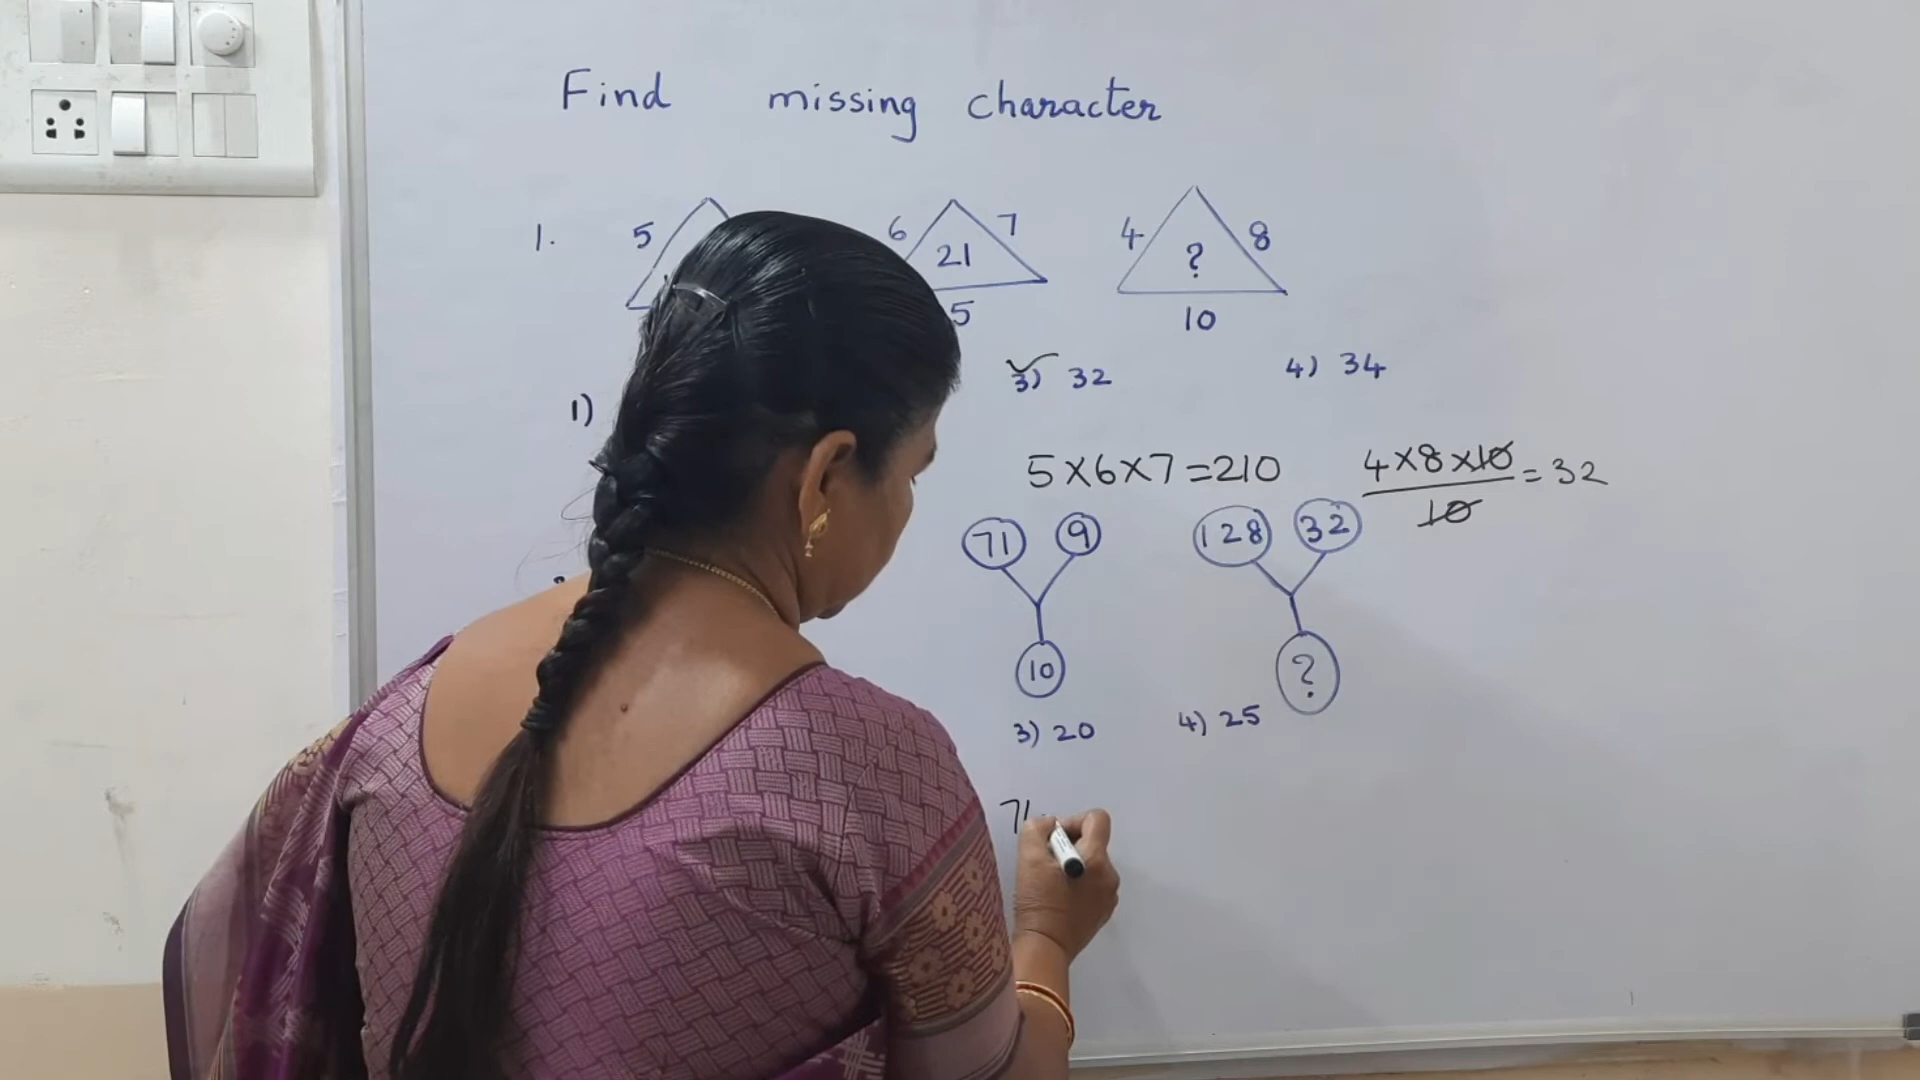 Find missing character
1. 5 6 21 7 5 4 ? 8 10
3) 32 4) 34
1)
5×6×7=210 4×8×10/10=32
71 9 128 32
10 ?
3) 20 4) 25
71